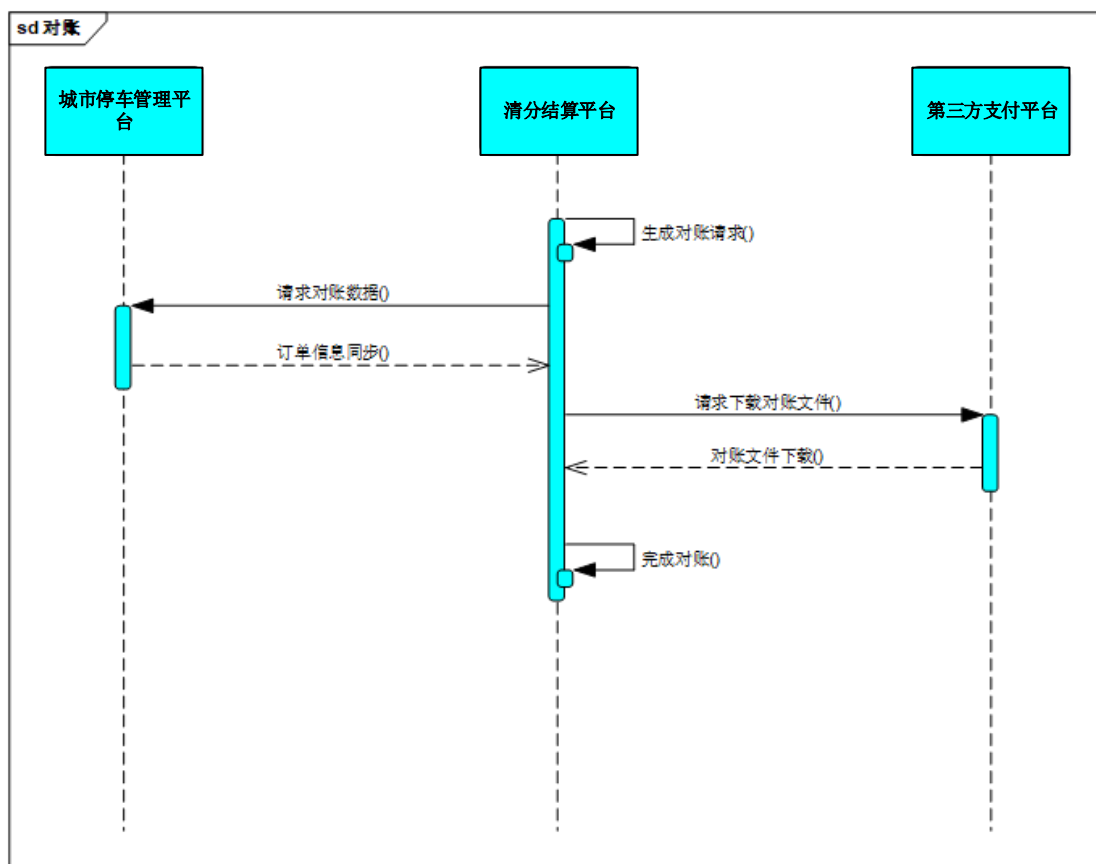 sd 对账
城市停车管理平
台
清分结算平台
第三方支付平台
生成对账请求()
请求对账数据()
订单信息同步()
请求下载对账文件()
对账文件下载()
完成对账()